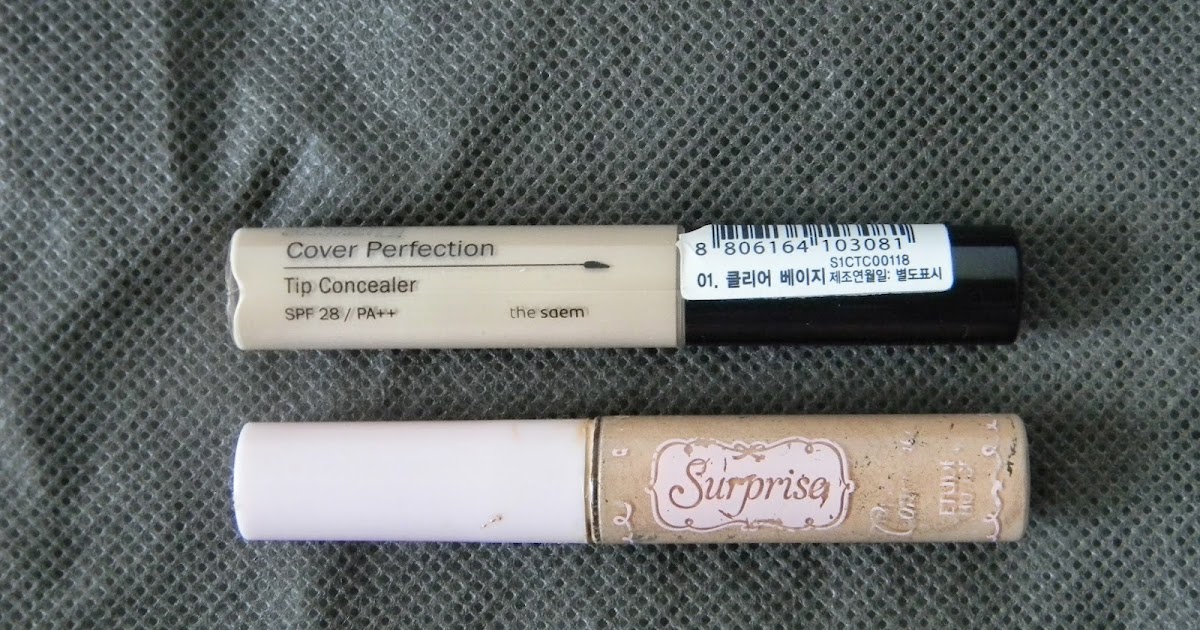 Cover Perfection
Tip Concealer
SPF 28 / PA++
the saem
8 806164 103081
S1CTC00118
01. 클리어 베이지 제조연월일: 별도표시
Surprise